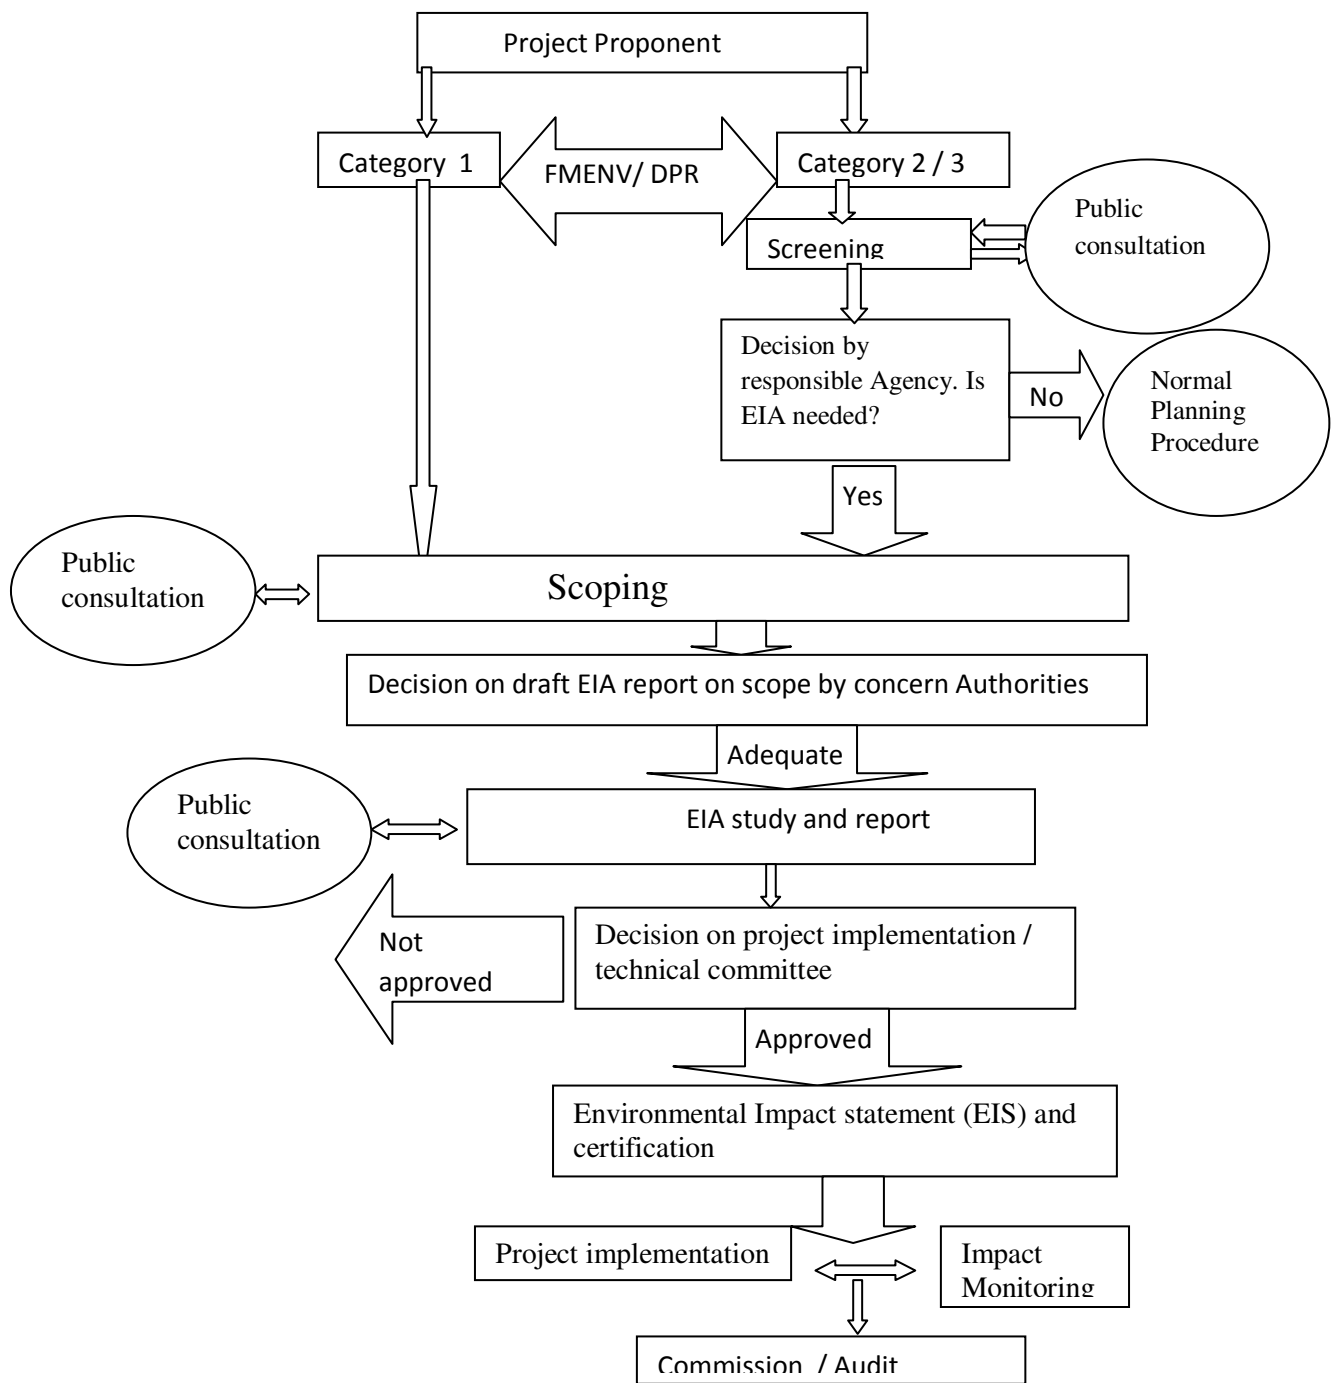 Project Proponent
Category 1
FMENV/ DPR
Category 2 / 3
Screening
Public
consultation
Decision by
responsible Agency. Is
EIA needed?
No
Normal
Planning
Procedure
Yes
Public
consultation
Scoping
Decision on draft EIA report on scope by concern Authorities
Adequate
Public
consultation
EIA study and report
Not
approved
Decision on project implementation /
technical committee
Approved
Environmental Impact statement (EIS) and
certification
Project implementation
Impact
Monitoring
Commission / Audit